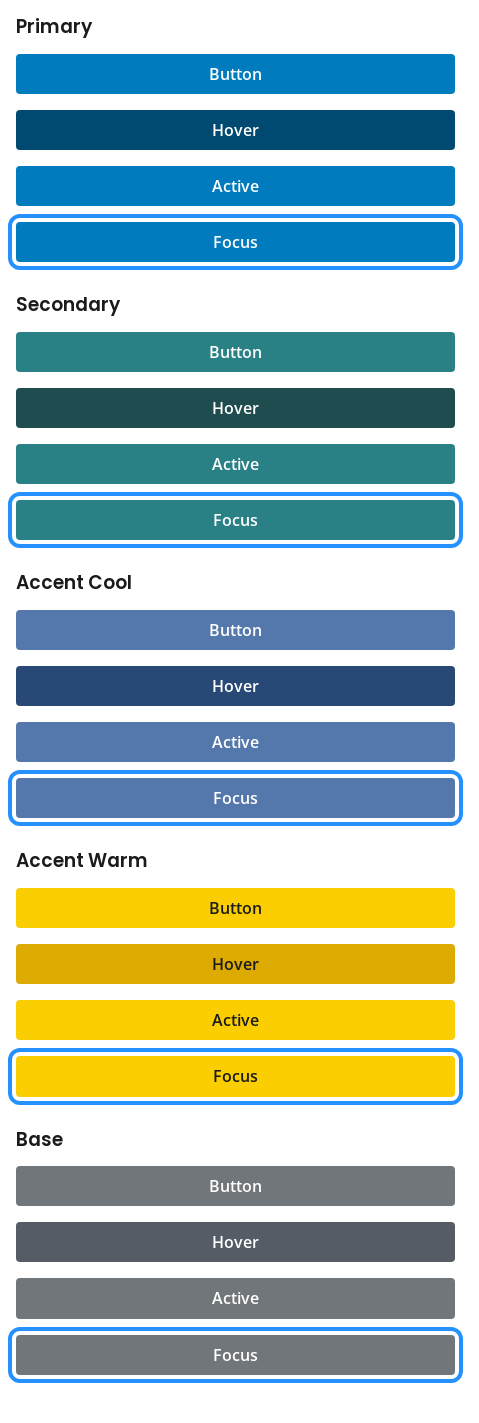 Primary
Button
Hover
Active
Focus
Secondary
Button
Hover
Active
Focus
Accent Cool
Button
Hover
Active
Focus
Accent Warm
Button
Hover
Active
Focus
Base
Button
Hover
Active
Focus